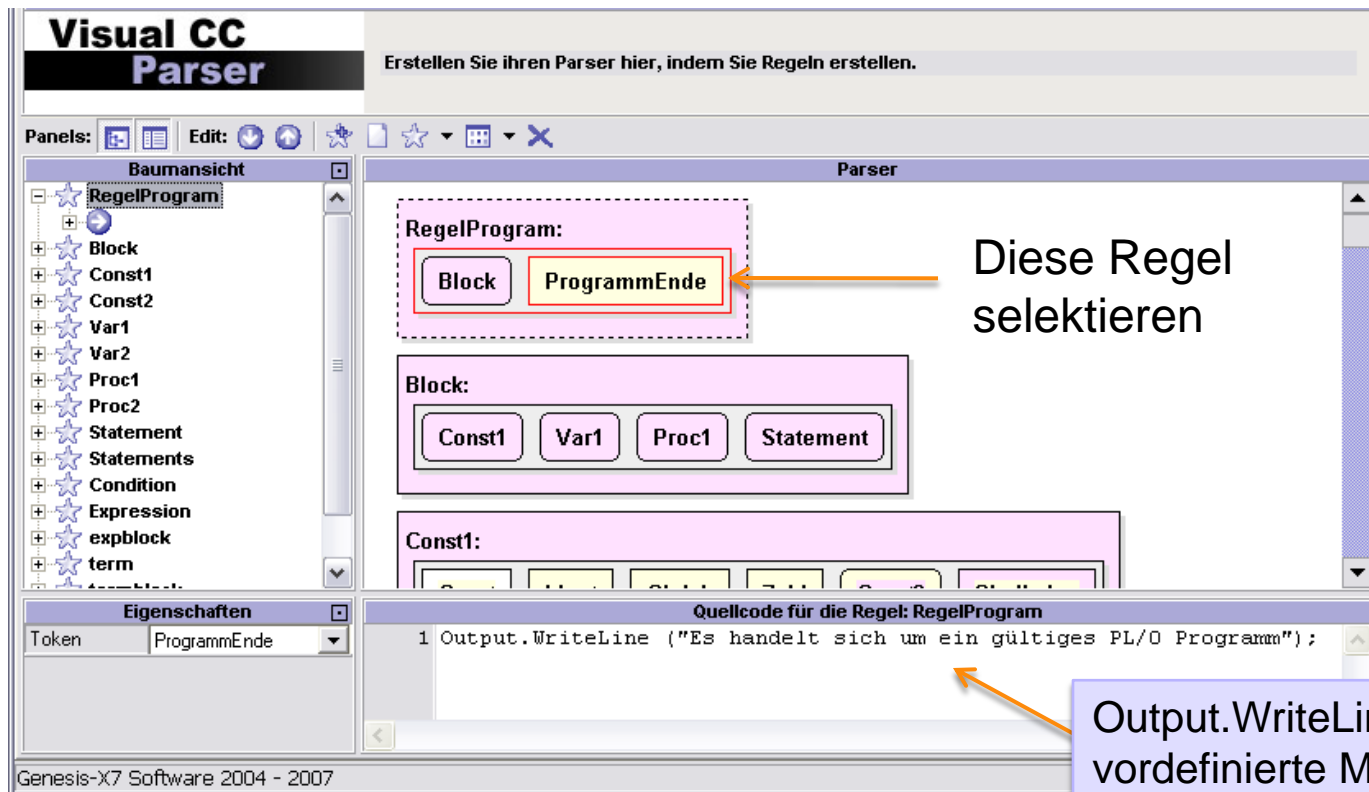 Visual CC
Parser
Erstellen Sie ihren Parser hier, indem Sie Regeln erstellen.
Panels:
Edit:
Baumansicht
Parser
RegelProgram
Block
Const1
Const2
Var1
Var2
Proc1
Proc2
Statement
Statements
Condition
Expression
expblock
term
RegelProgram:
Block ProgrammEnde
Diese Regel
selektieren
Block:
Const1 Var1 Proc1 Statement
Const1:
Eigenschaften
Token ProgrammEnde
Quellcode für die Regel: RegelProgram
1 Output.WriteLine ("Es handelt sich um ein gültiges PL/O Programm");
Output.WriteLi
vordefinierte M
Genesis-X7 Software 2004 - 2007